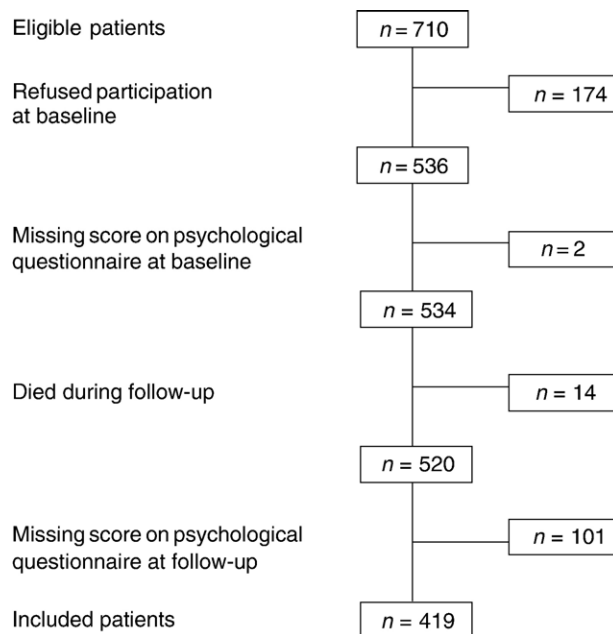 Eligible patients
n = 710
Refused participation
at baseline
n = 174
n = 536
Missing score on psychological
questionnaire at baseline
n = 2
n = 534
Died during follow-up
n = 14
n = 520
Missing score on psychological
questionnaire at follow-up
n = 101
Included patients
n = 419